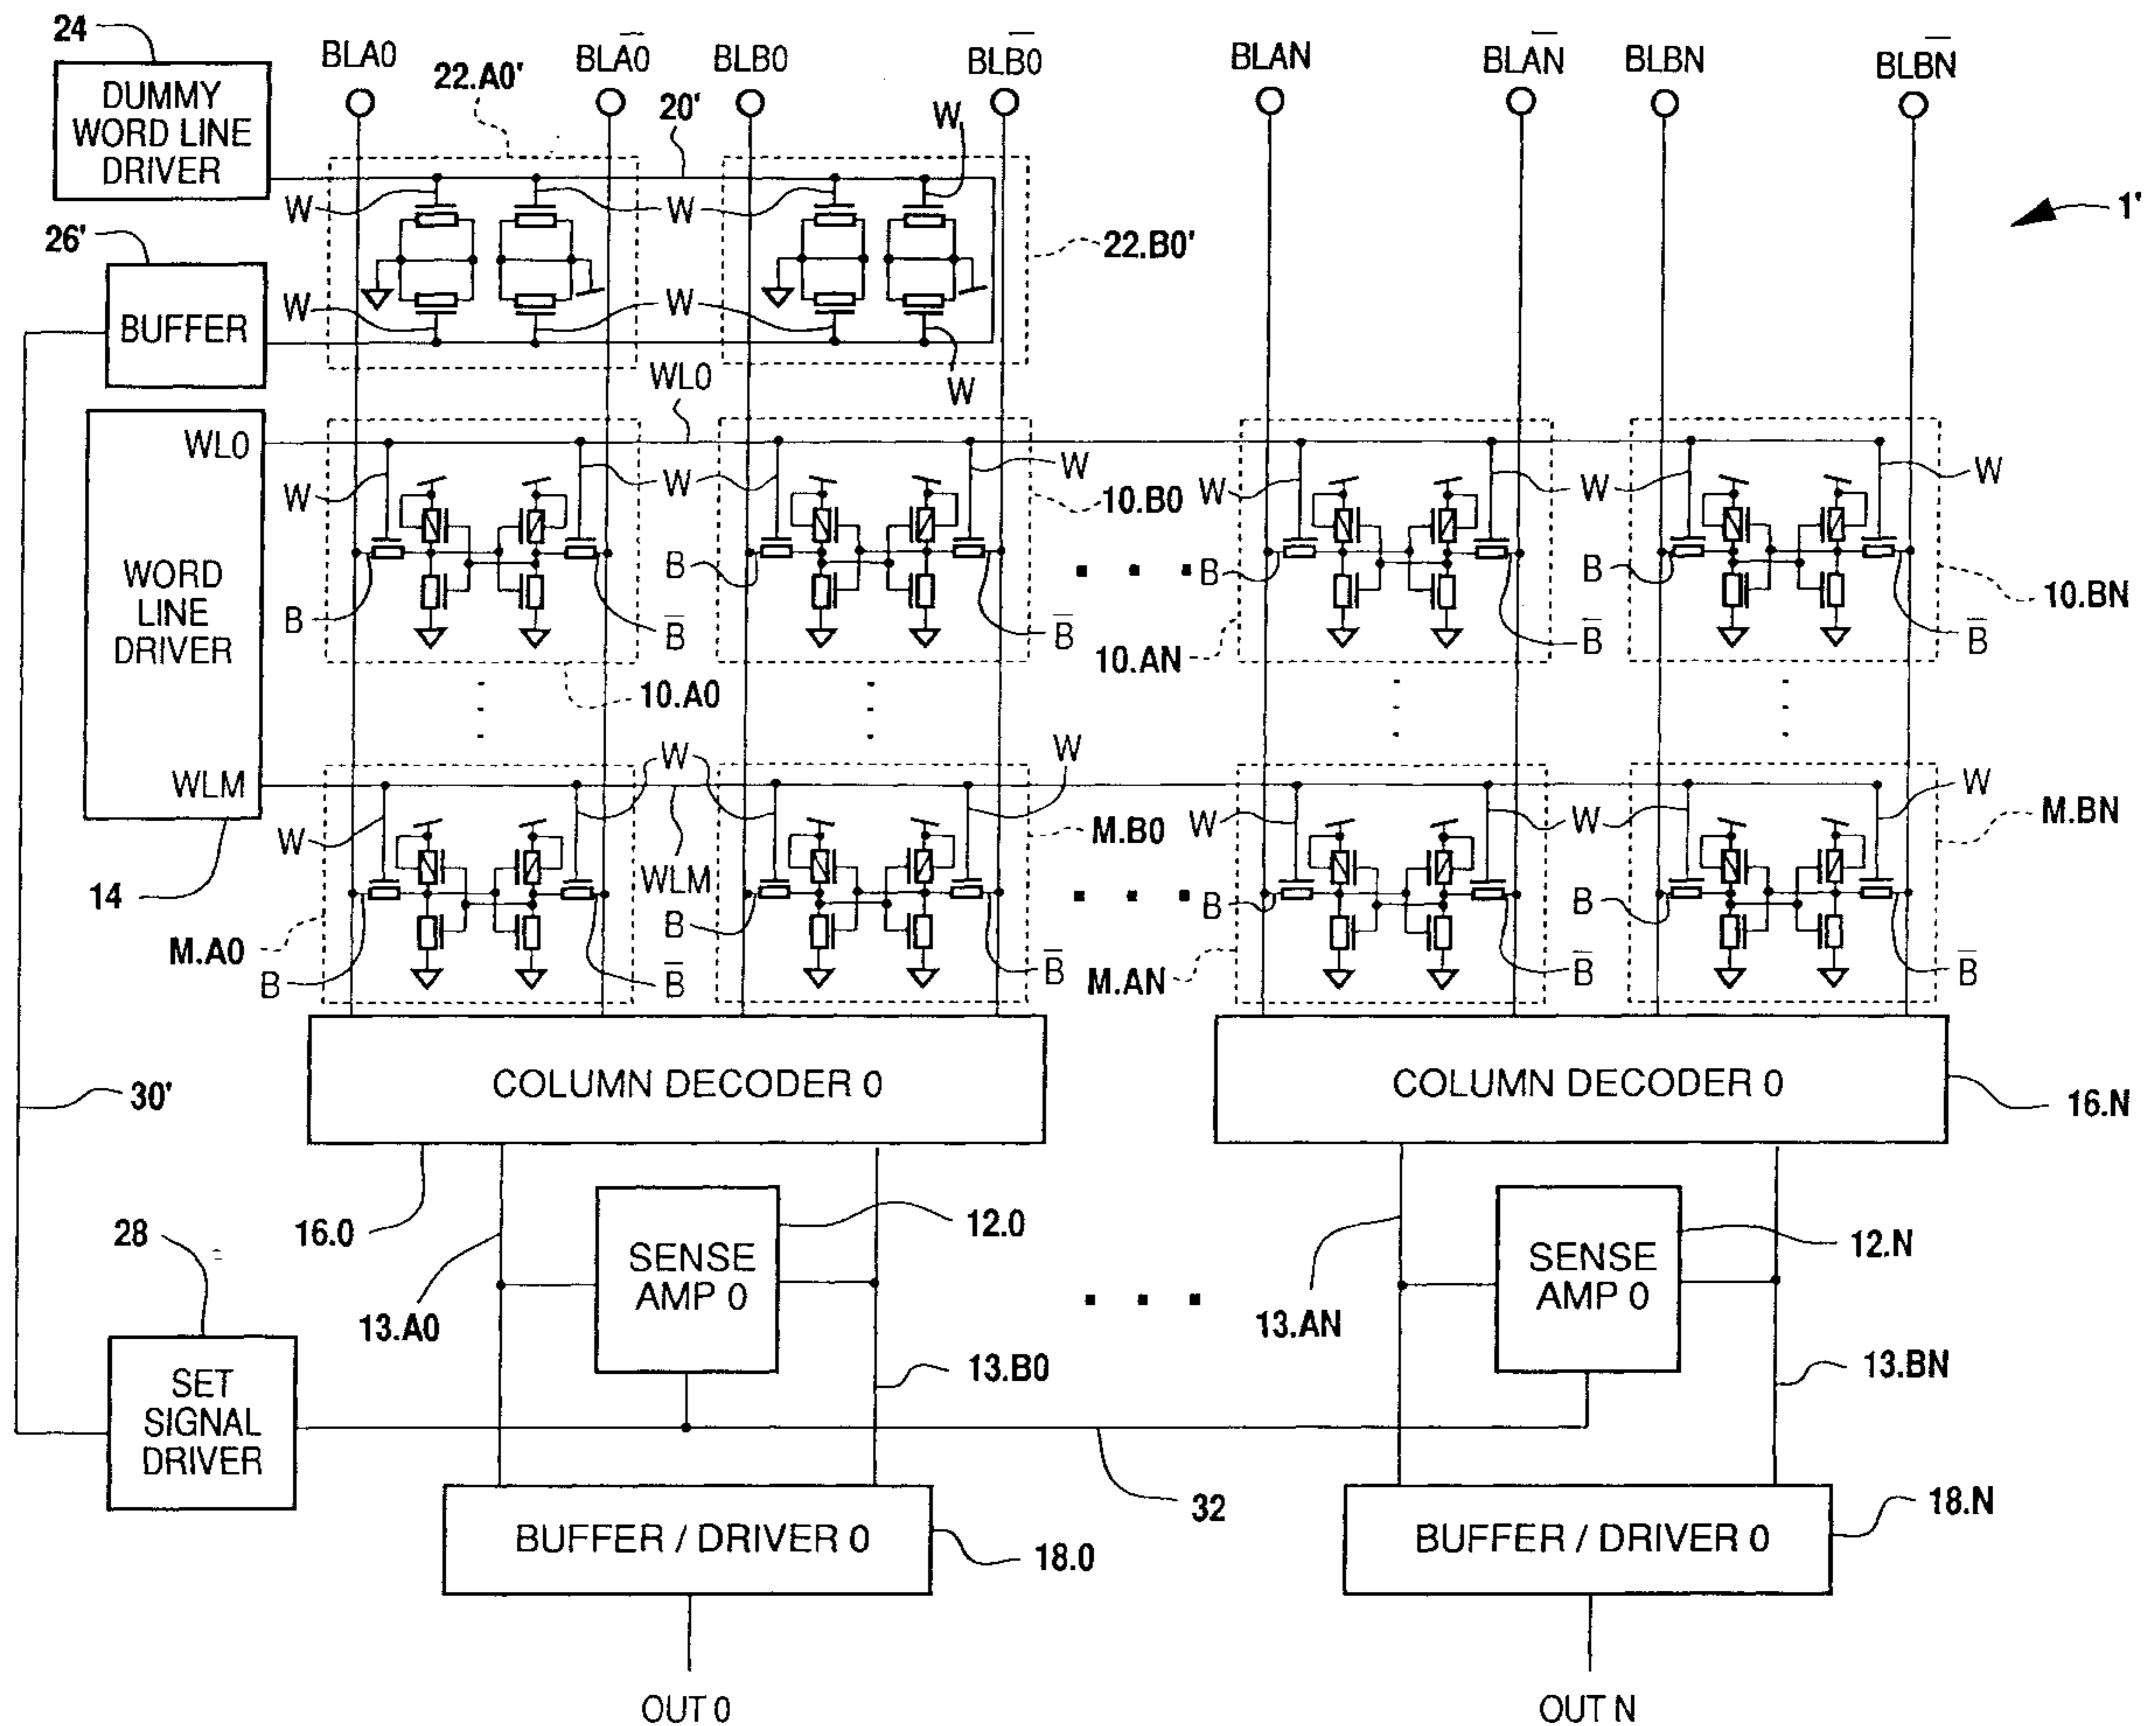 24
DUMMY
WORD LINE
DRIVER
BLA0
BLA̅0̅
BLB0
BLB̅0̅
BLAN
BLA̅N̅
BLBN
BLBN̅
22.A0'
20'
W
1'
W
W
22.B0'
26'
BUFFER
W
W
W
WL0
WL0
W
W
W
10.B0
W
W
W
WORD
LINE
DRIVER
B
B̅
B
B̅
B
B̅
B
B̅
10.A0
10.AN
10.BN
WLM
14
W
W
W
WLM
M.B0
W
W
W
M.BN
M.A0
B
B̅
B
B̅
M.AN
B
B̅
B
B̅
COLUMN DECODER 0
COLUMN DECODER 0
30'
16.N
16.0
13.A0
SENSE
AMP 0
12.0
13.AN
SENSE
AMP 0
12.N
28
SET
SIGNAL
DRIVER
13.B0
13.BN
32
BUFFER / DRIVER 0
18.0
BUFFER / DRIVER 0
18.N
OUT 0
OUT N